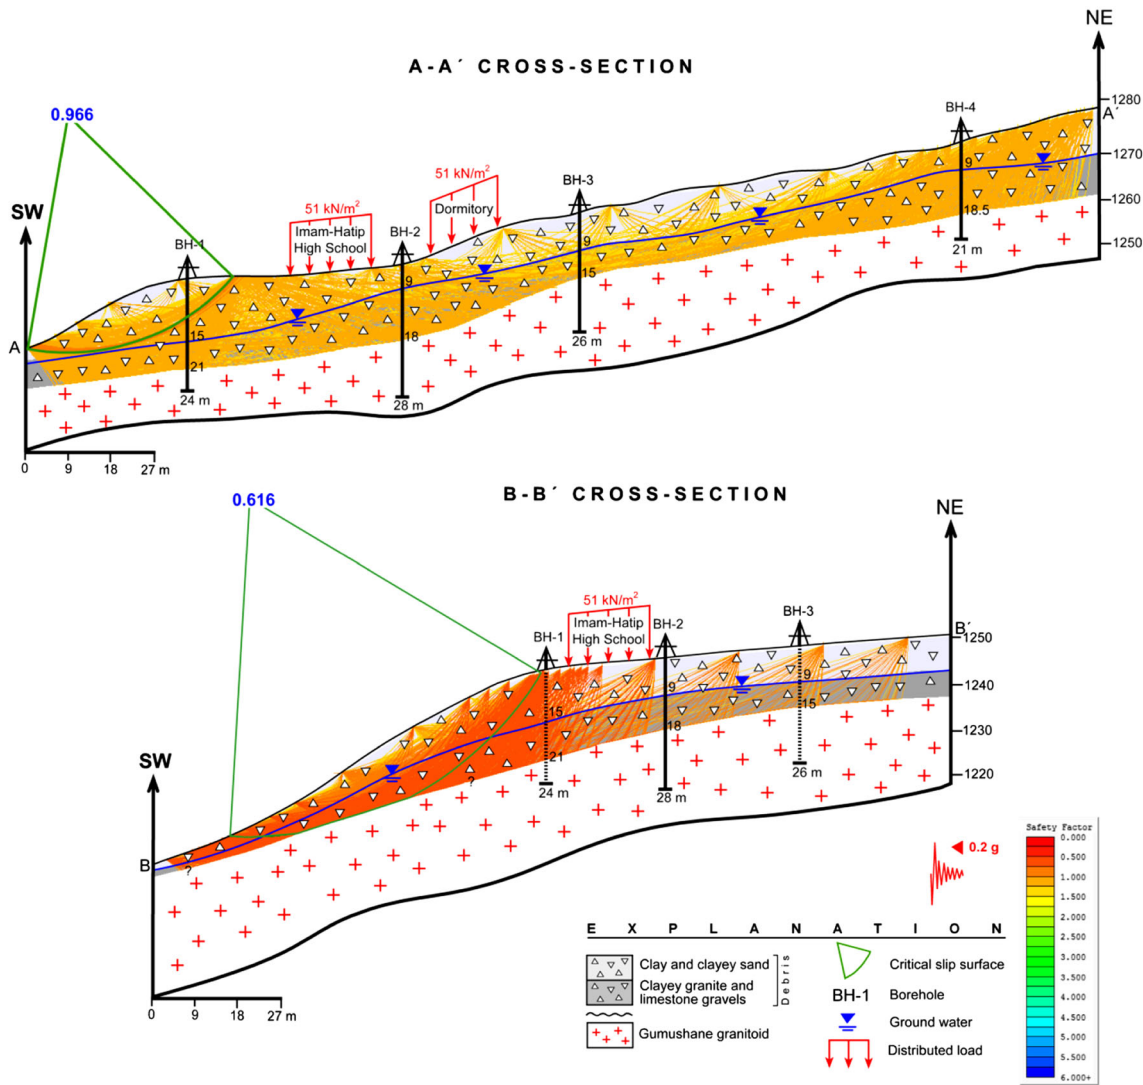 NE
A-A´ CROSS-SECTION
0.966
1280
A´
BH-4
51 kN/m²
1270
9
BH-3
SW
51 kN/m²
Dormitory
1260
18.5
Imam-Hatip
High School
BH-1
BH-2
9
1250
21 m
15
9
A
15
18
26 m
21
24 m
28 m
0 9 18 27 m
0.616
B-B´ CROSS-SECTION
NE
51 kN/m²
BH-3
B´
1250
Imam-Hatip
High School
BH-1
BH-2
9
9
1240
15
15
18
1230
SW
21
?
26 m
1220
24 m
28 m
B
?
Safety Factor
0.000
0.500
1.000
1.500
2.000
2.500
3.000
3.500
4.000
4.500
5.000
5.500
6.000+
0.2 g
EXPLANATION
Clay and clayey sand
Clayey granite and
limestone gravels
Debris
Gumushane granitoid
Critical slip surface
BH-1 Borehole
Ground water
Distributed load
0 9 18 27 m